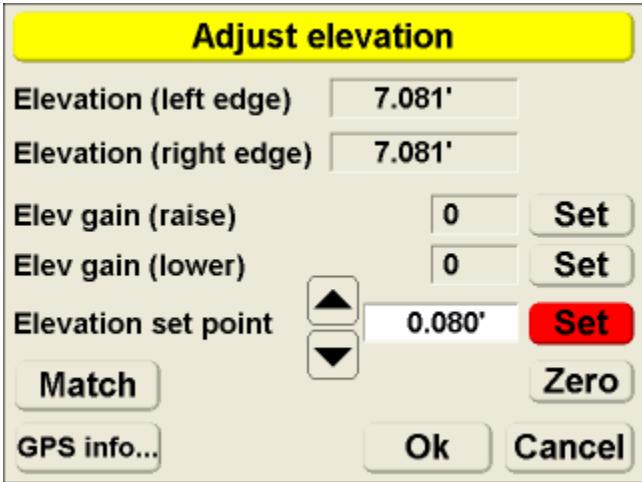 Adjust elevation
Elevation (left edge) 7.081'
Elevation (right edge) 7.081'
Elev gain (raise) 0 Set
Elev gain (lower) 0 Set
Elevation set point 0.080' Set
Match Zero
GPS info... Ok Cancel